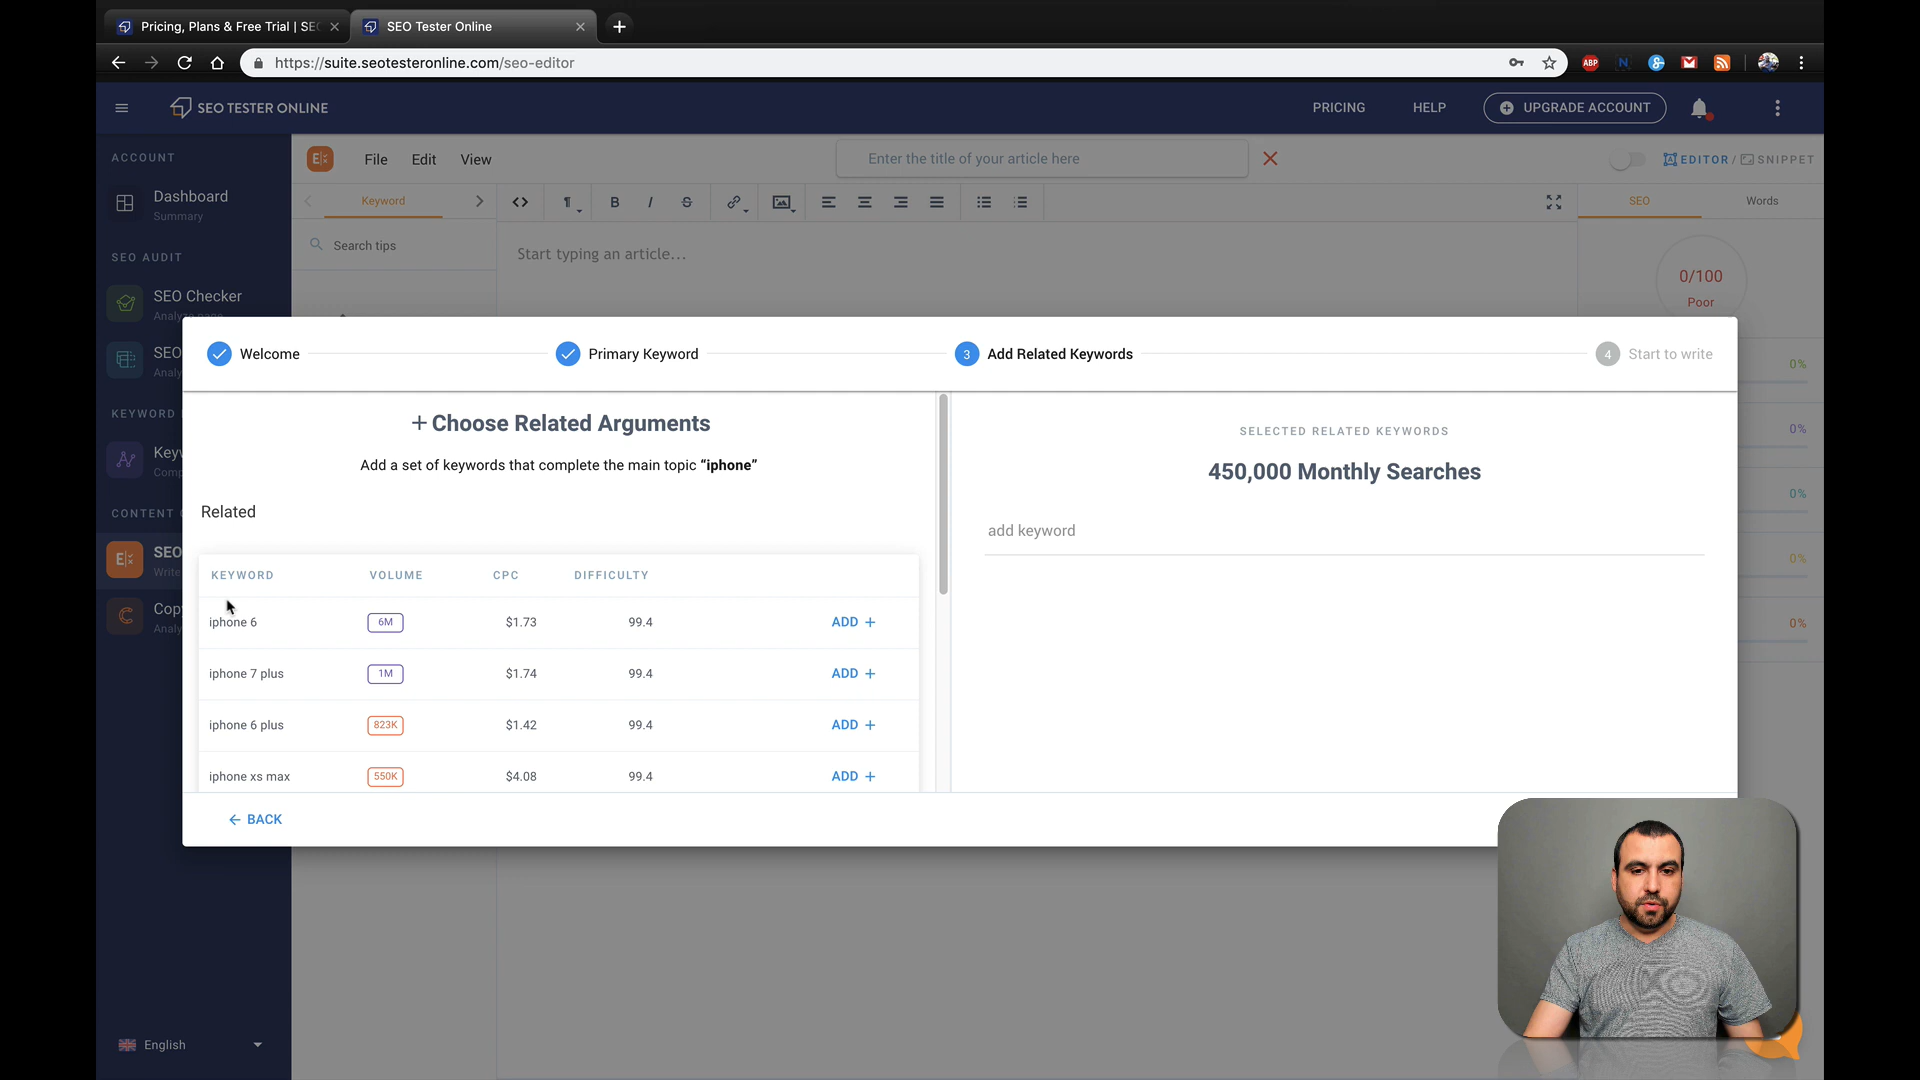 Pricing, Plans & Free Trial | SEO
SEO Tester Online
https://suite.seotesteronline.com/seo-editor
ABP
SEO TESTER ONLINE
PRICING
HELP
UPGRADE ACCOUNT
ACCOUNT
Dashboard
Summary
SEO AUDIT
SEO Checker
Analyze page
SEO
Analy
KEYWORD
Keyw
Comp
CONTENT
SEO
Write
Copy
Analy
English
File
Edit
View
Enter the title of your article here
EDITOR / SNIPPET
Keyword
SEO
Words
Search tips
Start typing an article...
0/100
Poor
0%
0%
0%
0%
0%
Welcome
Primary Keyword
3 Add Related Keywords
4 Start to write
+ Choose Related Arguments
Add a set of keywords that complete the main topic “iphone”
Related
KEYWORD VOLUME CPC DIFFICULTY
iphone 6 6M $1.73 99.4 ADD +
iphone 7 plus 1M $1.74 99.4 ADD +
iphone 6 plus 823K $1.42 99.4 ADD +
iphone xs max 550K $4.08 99.4 ADD +
BACK
SELECTED RELATED KEYWORDS
450,000 Monthly Searches
add keyword